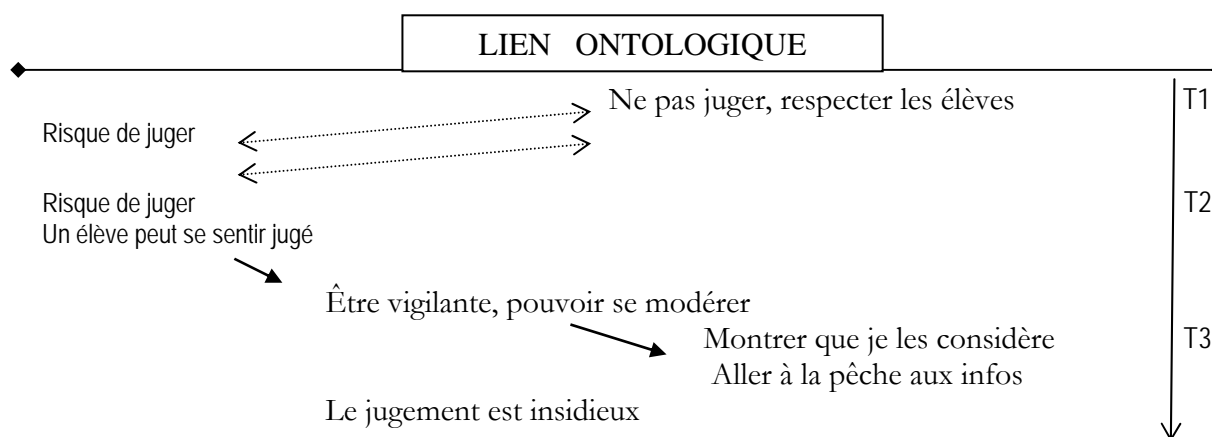 LIEN ONTOLOGIQUE
Ne pas juger, respecter les élèves
T1
Risque de juger
Risque de juger
T2
Un élève peut se sentir jugé
Être vigilante, pouvoir se modérer
Montrer que je les considère
T3
Aller à la pêche aux infos
Le jugement est insidieux